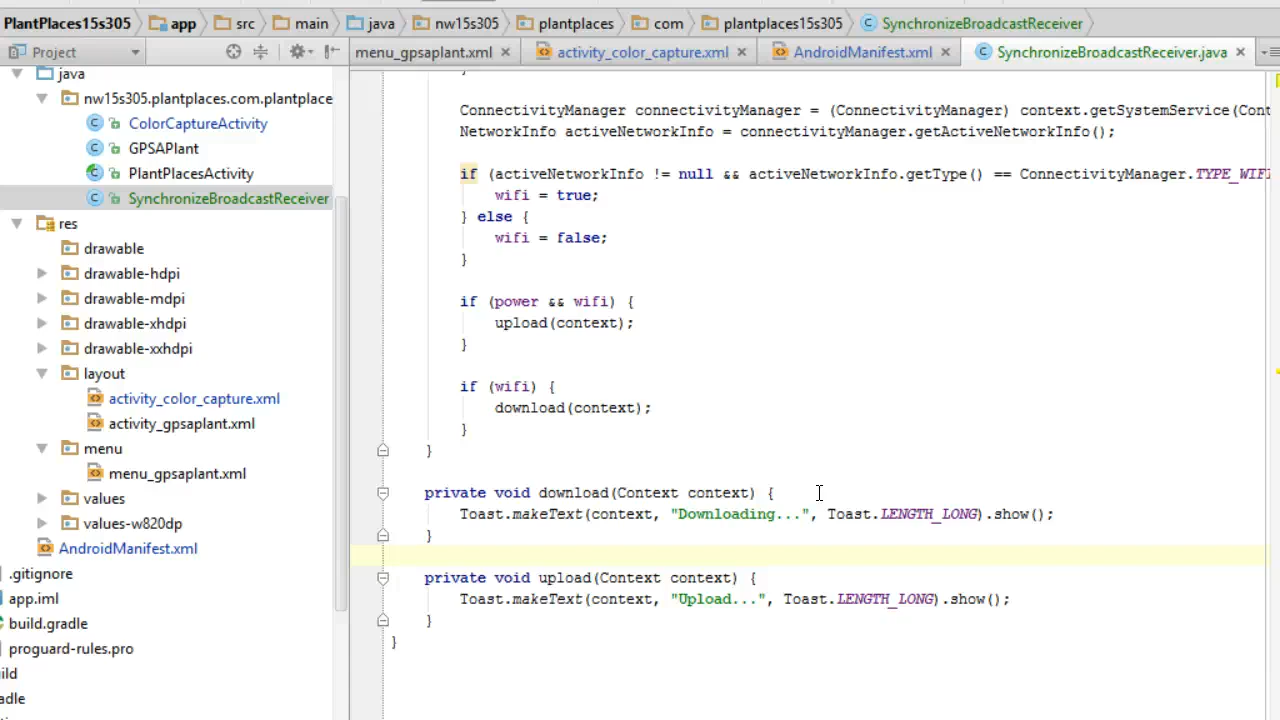 PlantPlaces15s305 app src main java nw15s305 plantplaces com plantplaces15s305 SynchronizeBroadcastReceiver
Project menu_gpsaplant.xml activity_color_capture.xml AndroidManifest.xml SynchronizeBroadcastReceiver.java
java
nw15s305.plantplaces.com.plantplace
ColorCaptureActivity
GPSAPlant
PlantPlacesActivity
SynchronizeBroadcastReceiver
res
drawable
drawable-hdpi
drawable-mdpi
drawable-xhdpi
drawable-xxhdpi
layout
activity_color_capture.xml
activity_gpsaplant.xml
menu
menu_gpsaplant.xml
values
values-w820dp
AndroidManifest.xml
.gitignore
app.iml
build.gradle
proguard-rules.pro
ild
adle
}
ConnectivityManager connectivityManager = (ConnectivityManager) context.getSystemService(Cont
NetworkInfo activeNetworkInfo = connectivityManager.getActiveNetworkInfo();
if (activeNetworkInfo != null && activeNetworkInfo.getType() == ConnectivityManager.TYPE_WIFI
wifi = true;
} else {
wifi = false;
}
if (power && wifi) {
upload(context);
}
if (wifi) {
download(context);
}
}
private void download(Context context) {
Toast.makeText(context, "Downloading...", Toast.LENGTH_LONG).show();
}
private void upload(Context context) {
Toast.makeText(context, "Upload...", Toast.LENGTH_LONG).show();
}
}